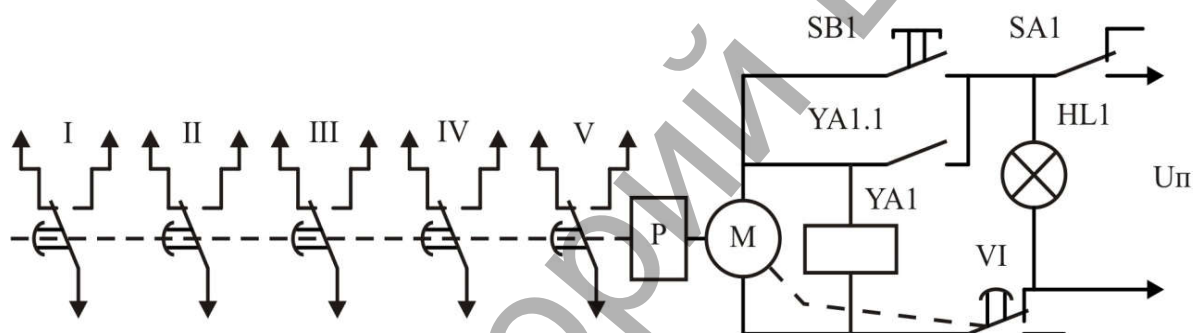 SB1 SA1
I II III IV V YA1.1 HL1
Uп
YA1
P M
VI